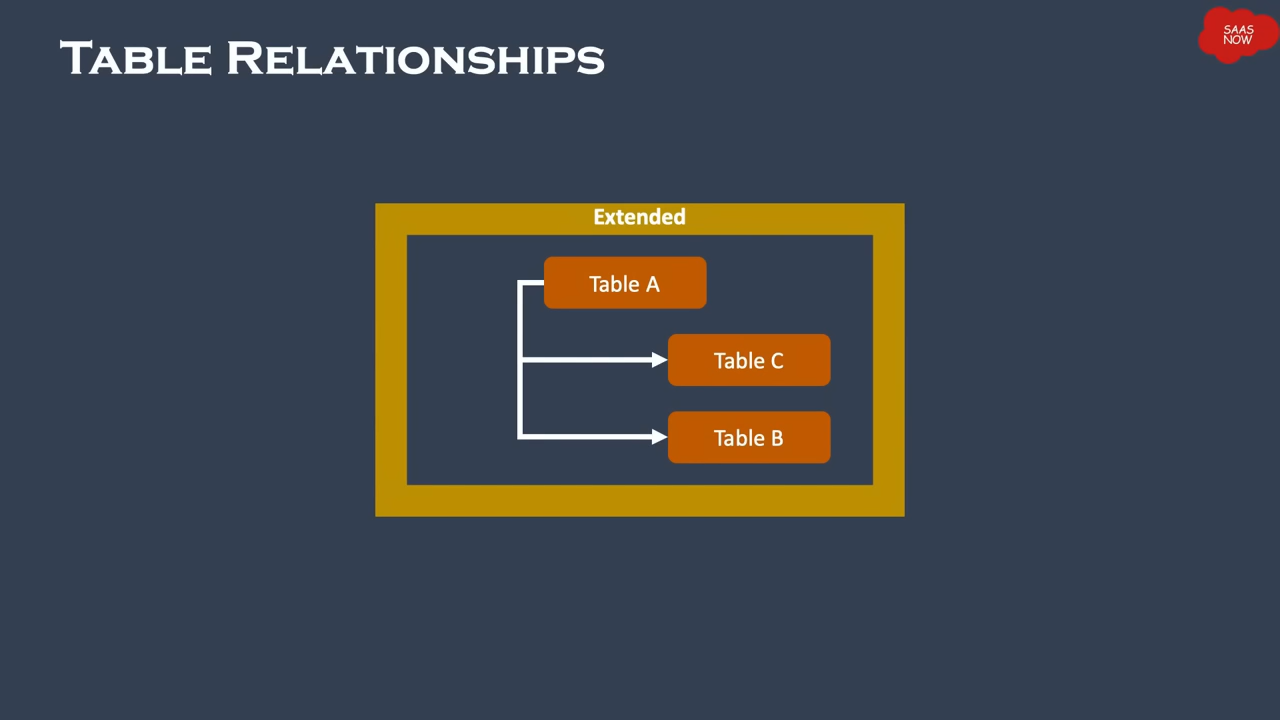 Table Relationships
SAAS
NOW
Extended
Table A
Table C
Table B